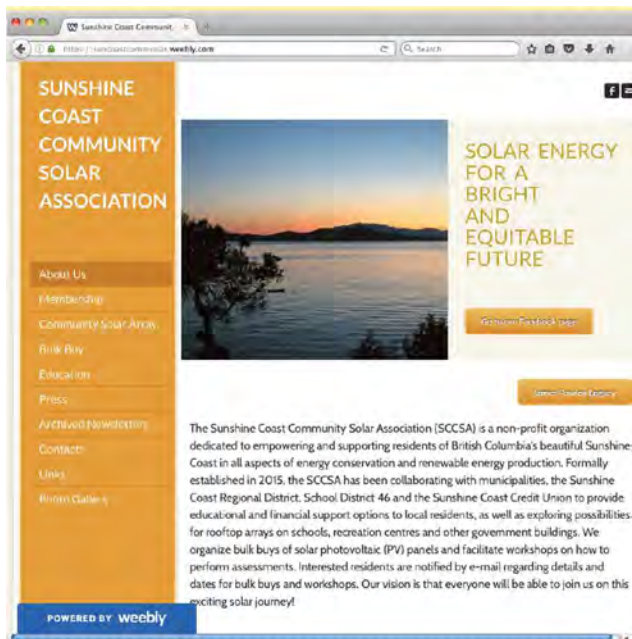 Sunshine Coast Communit
weebly.com
Search
SUNSHINE
COAST
COMMUNITY
SOLAR
ASSOCIATION
SOLAR ENERGY
FOR A
BRIGHT
AND
EQUITABLE
FUTURE
About Us
Membership
Community Solar Array
Bulk Buy
Education
Press
Archived Newsletters
Contacts
Links
Photo Gallery
Facebook page
The Sunshine Coast Community Solar Association (SCCSA) is a non-profit organization
dedicated to empowering and supporting residents of British Columbia's beautiful Sunshine
Coast in all aspects of energy conservation and renewable energy production. Formally
established in 2015, the SCCSA has been collaborating with municipalities, the Sunshine
Coast Regional District, School District 46 and the Sunshine Coast Credit Union to provide
educational and financial support options to local residents, as well as exploring possibilities
for rooftop arrays on schools, recreation centres and other government buildings. We
organize bulk buys of solar photovoltaic (PV) panels and facilitate workshops on how to
perform assessments. Interested residents are notified by e-mail regarding details and
dates for bulk buys and workshops. Our vision is that everyone will be able to join us on this
exciting solar journey!
POWERED BY weebly